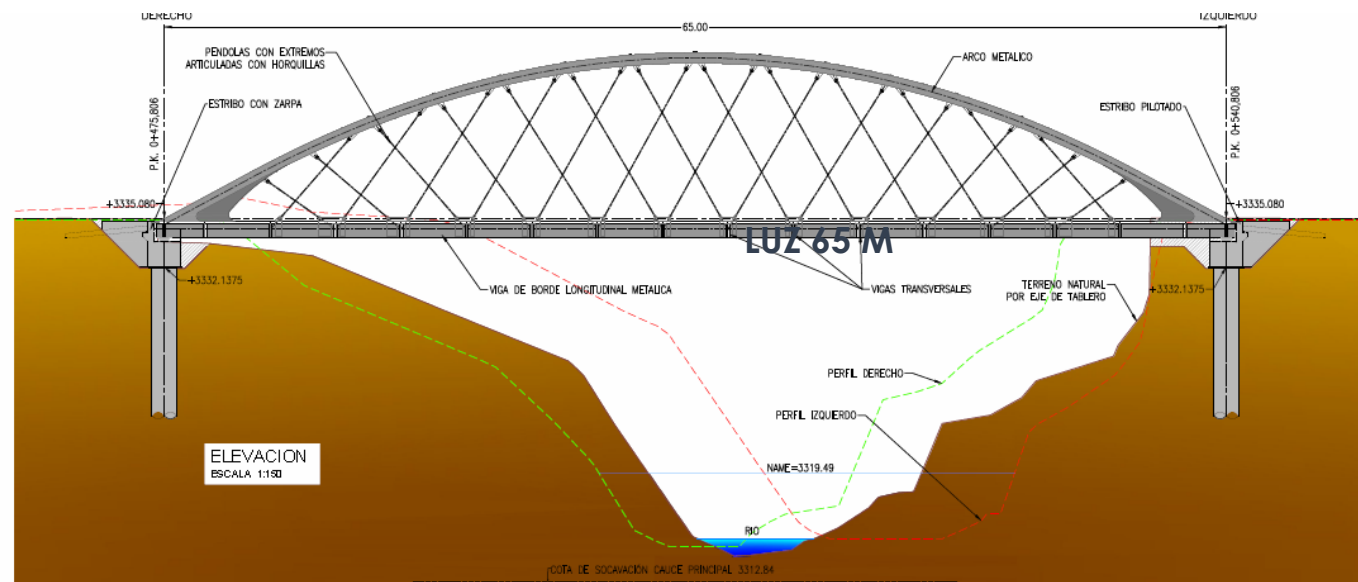 DERECHO
IZQUIERDO
65.00
PENDOLAS CON EXTREMOS
ARTICULADAS CON HORQUILLAS
ARCO METALICO
ESTRIBO CON ZARPA
ESTRIBO PILOTADO
P.K. 0+475,806
P.K. 0+540,806
+3335.080
+3335.080
LUZ 65 M
+3332.1375
VIGA DE BORDE LONGITUDINAL METALICA
VIGAS TRANSVERSALES
TERRENO NATURAL
POR EJE DE TABLERO
+3332.1375
PERFIL DERECHO
PERFIL IZQUIERDO
ELEVACION
ESCALA 1:150
NAME=3319.49
RIO
COTA DE SOCAVACIÓN CAUCE PRINCIPAL 3312.84